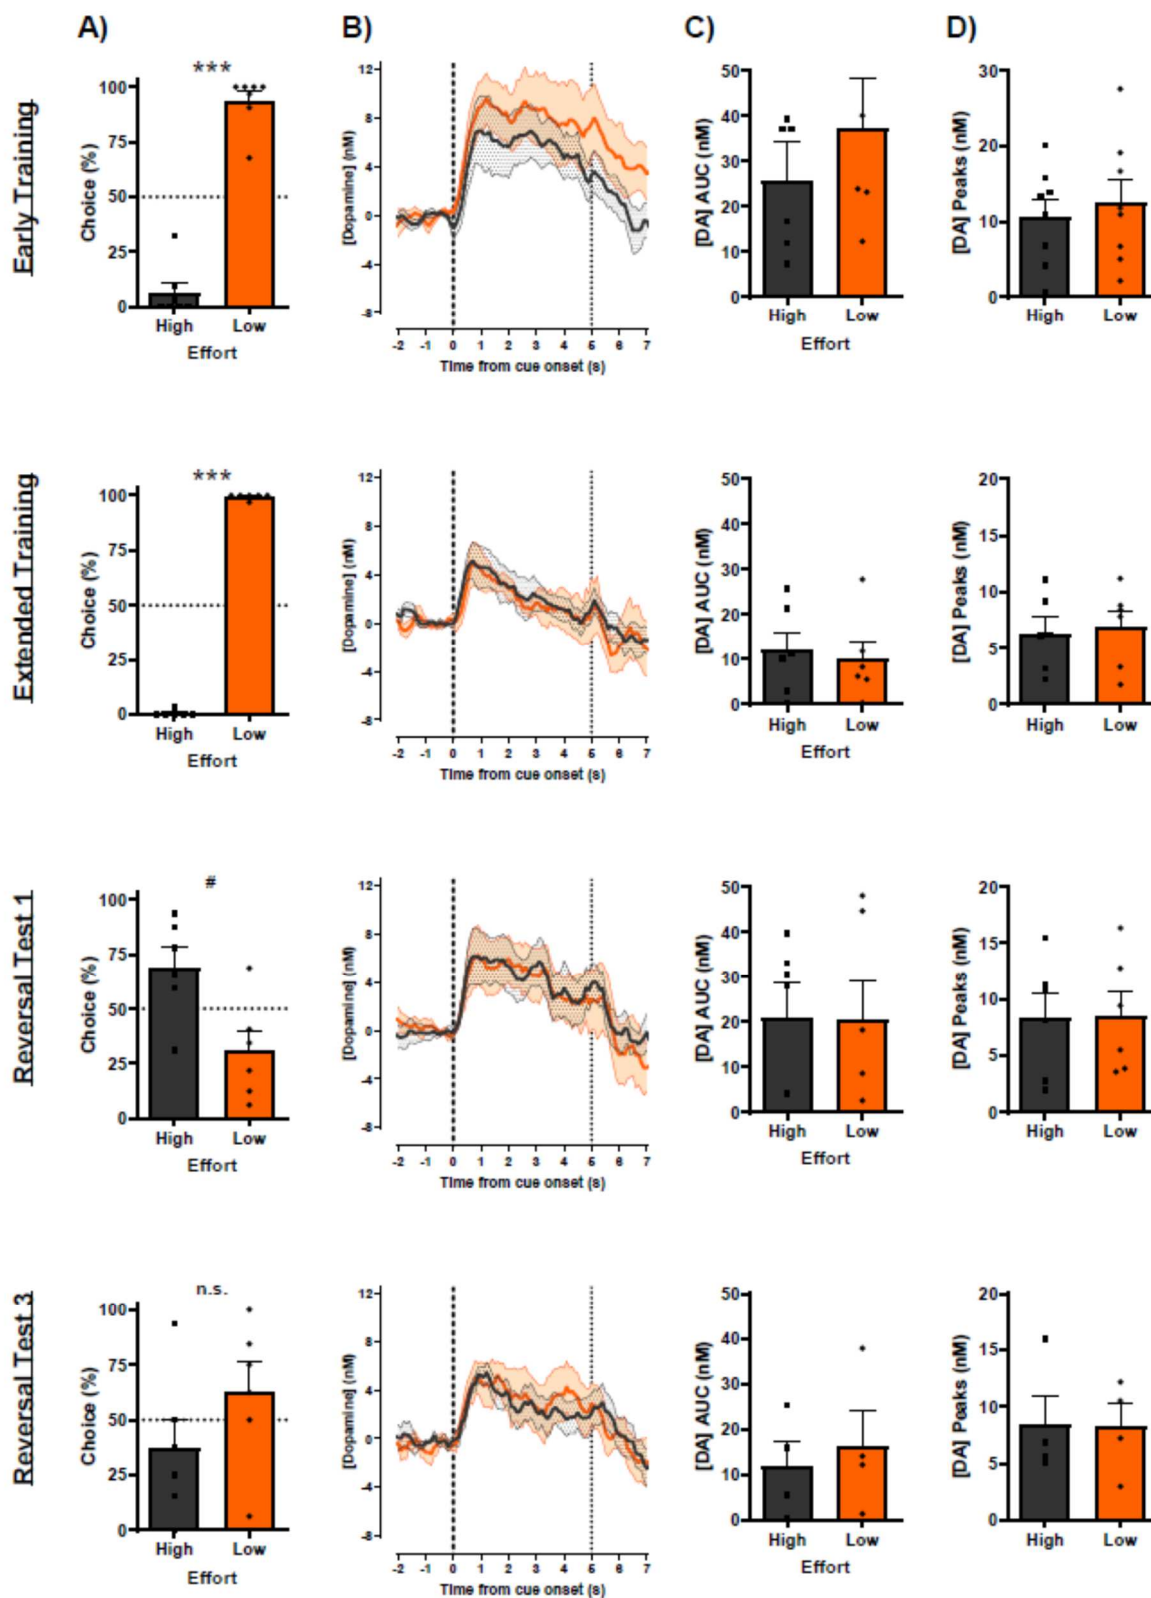 A)
B)
C)
D)
Early Training
***
Choice (%)
100
75
50
25
0
High
Low
Effort
[Dopamine] (nM)
12
8
4
0
-4
-8
-2 -1 0 1 2 3 4 5 6 7
Time from cue onset (s)
[DA] AUC (nM)
50
40
30
20
10
0
High
Low
Effort
[DA] Peaks (nM)
30
20
10
0
High
Low
Extended Training
***
Choice (%)
100
75
50
25
0
High
Low
Effort
[Dopamine] (nM)
12
8
4
0
-4
-8
-2 -1 0 1 2 3 4 5 6 7
Time from cue onset (s)
[DA] AUC (nM)
50
40
30
20
10
0
High
Low
[DA] Peaks (nM)
20
15
10
5
0
High
Low
Reversal Test 1
#
Choice (%)
100
75
50
25
0
High
Low
Effort
[Dopamine] (nM)
12
8
4
0
-4
-8
-2 -1 0 1 2 3 4 5 6 7
Time from cue onset (s)
[DA] AUC (nM)
50
40
30
20
10
0
High
Low
Effort
[DA] Peaks (nM)
20
15
10
5
0
High
Low
Reversal Test 3
n.s.
Choice (%)
100
75
50
25
0
High
Low
Effort
[Dopamine] (nM)
12
8
4
0
-4
-8
-2 -1 0 1 2 3 4 5 6 7
Time from cue onset (s)
[DA] AUC (nM)
50
40
30
20
10
0
High
Low
[DA] Peaks (nM)
20
15
10
5
0
High
Low